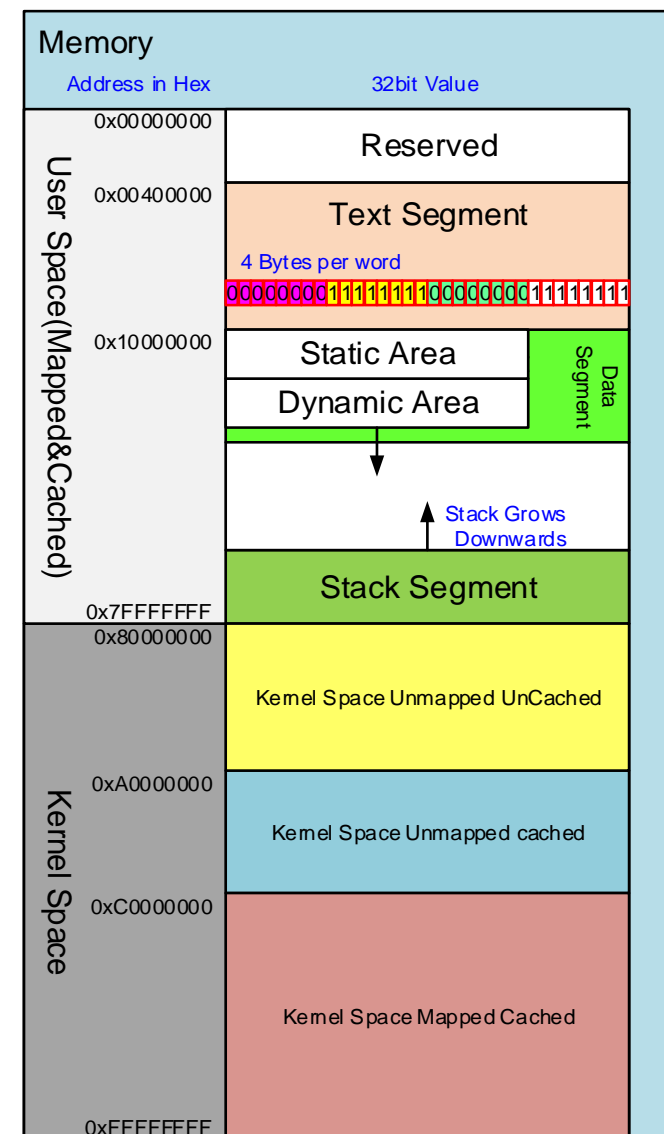 Memory
Address in Hex 32bit Value
User Space(Mapped&Cached)
0x00000000
Reserved
0x00400000
Text Segment
4 Bytes per word
00000000111111110000000011111111
0x10000000
Static Area
Dynamic Area
Data
Segment
Stack Grows
Downwards
Stack Segment
0x7FFFFFFF
Kernel Space
0x80000000
Kernel Space Unmapped UnCached
0xA0000000
Kernel Space Unmapped cached
0xC0000000
Kernel Space Mapped Cached
0xFFFFFFFF